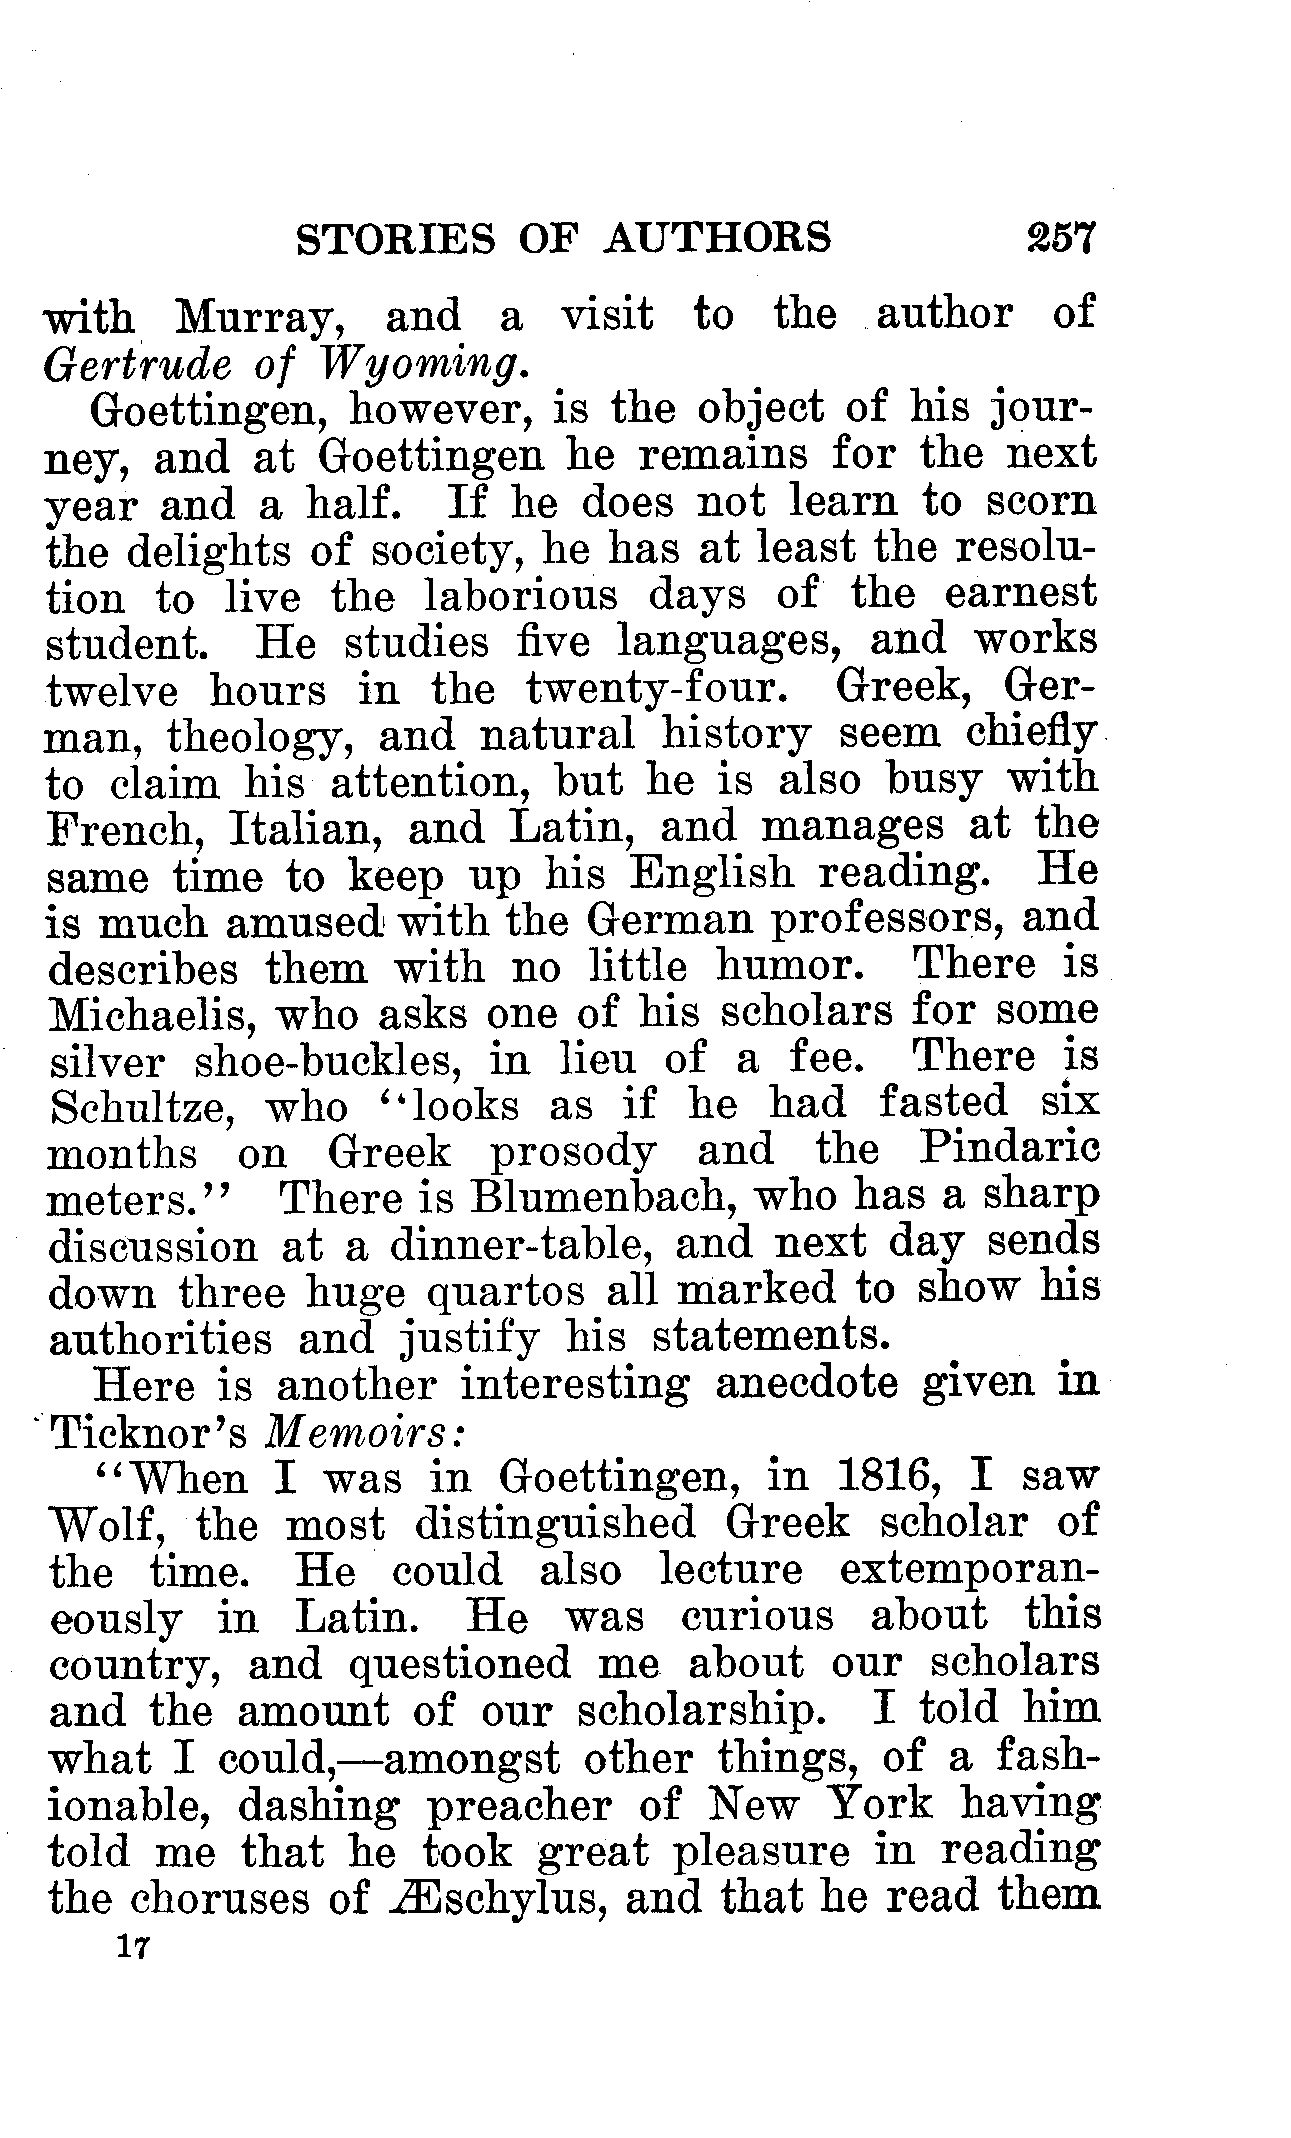 STORIES OF AUTHORS 257
with Murray, and a visit to the author of
Gertrude of Wyoming.
Goettingen, however, is the object of his jour-
ney, and at Goettingen he remains for the next
year and a half. If he does not learn to scorn
the delights of society, he has at least the resolu-
tion to live the laborious days of the earnest
student. He studies five languages, and works
twelve hours in the twenty-four. Greek, Ger-
man, theology, and natural history seem chiefly
to claim his attention, but he is also busy with
French, Italian, and Latin, and manages at the
same time to keep up his English reading. He
is much amused with the German professors, and
describes them with no little humor. There is
Michaelis, who asks one of his scholars for some
silver shoe-buckles, in lieu of a fee. There is
Schultze, who "looks as if he had fasted six
months on Greek prosody and the Pindaric
meters." There is Blumenbach, who has a sharp
discussion at a dinner-table, and next day sends
down three huge quartos all marked to show his
authorities and justify his statements.
Here is another interesting anecdote given in
Ticknor's Memoirs:
"When I was in Goettingen, in 1816, I saw
Wolf, the most distinguished Greek scholar of
the time. He could also lecture extemporan-
eously in Latin. He was curious about this
country, and questioned me about our scholars
and the amount of our scholarship. I told him
what I could,—amongst other things, of a fash-
ionable, dashing preacher of New York having
told me that he took great pleasure in reading
the choruses of Æschylus, and that he read them
17